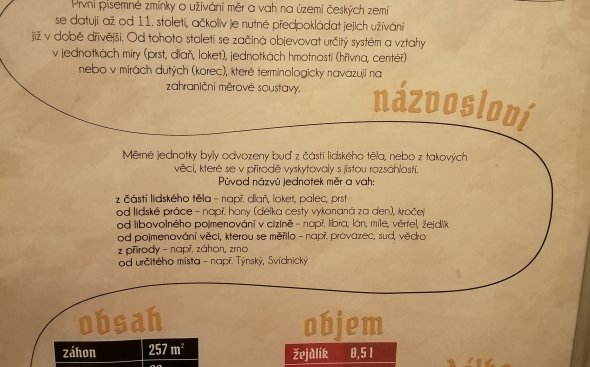 První písemné zmínky o užívání měr a vah na území českých zemí
se datují až od 11. století, ačkoliv je nutné předpokládat jejich užívání
již v době dřívější. Od tohoto století se začíná objevovat určitý systém a vztahy
v jednotkách míry (prst, dlaň, loket), jednotkách hmotnosti (hřivna, centéř)
nebo v mírách dutých (korec), které terminologicky navazují na
zahraniční měrové soustavy.
názvosloví
Měrné jednotky byly odvozeny buď z částí lidského těla, nebo z takových
věcí, které se v přírodě vyskytovaly s jistou rozsáhlostí.
Původ názvů jednotek měr a vah:
z částí lidského těla - např. dlaň, loket, palec, prst
od lidské práce - např. hony (délka cesty vykonaná za den), kročej
od libovolného pojmenování v cizině - např. libra, lán, míle, věrtel, žejdlík
od pojmenování věcí, kterou se měřilo - např. provazec, sud, vědro
z přírody - např. záhon, zrno
od určitého místa - např. Týnský, Svídnický
obsah
objem
záhon 257 m²
žejdlík 0,5 l